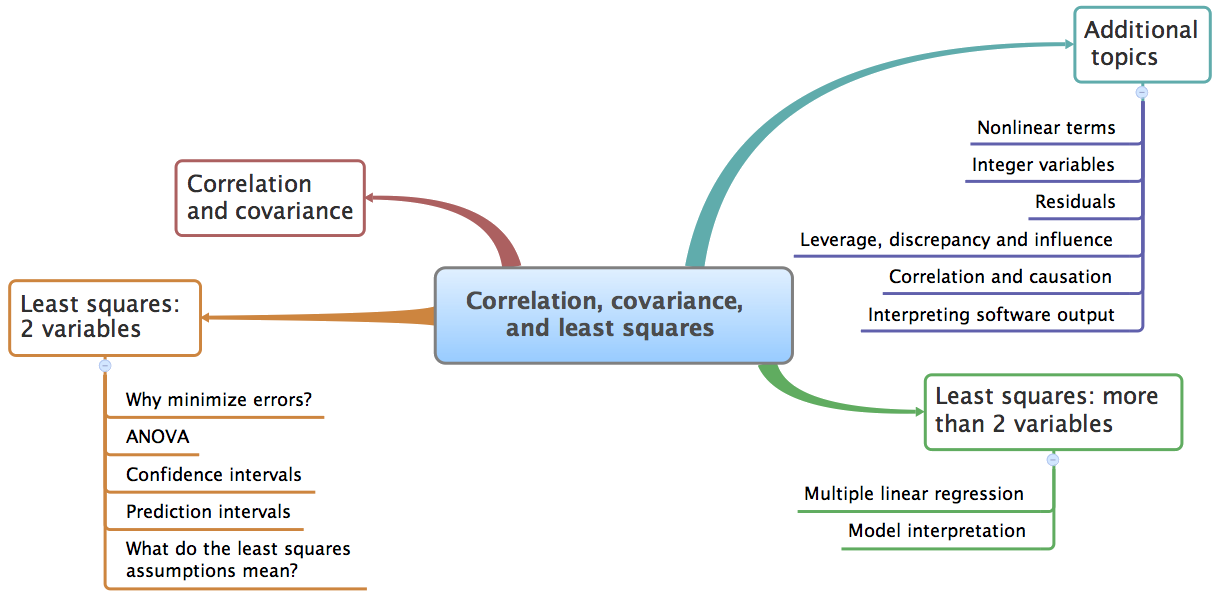 Correlation, covariance,
and least squares
Correlation
and covariance
Least squares:
2 variables
Why minimize errors?
ANOVA
Confidence intervals
Prediction intervals
What do the least squares
assumptions mean?
Least squares: more
than 2 variables
Multiple linear regression
Model interpretation
Additional
topics
Nonlinear terms
Integer variables
Residuals
Leverage, discrepancy and influence
Correlation and causation
Interpreting software output